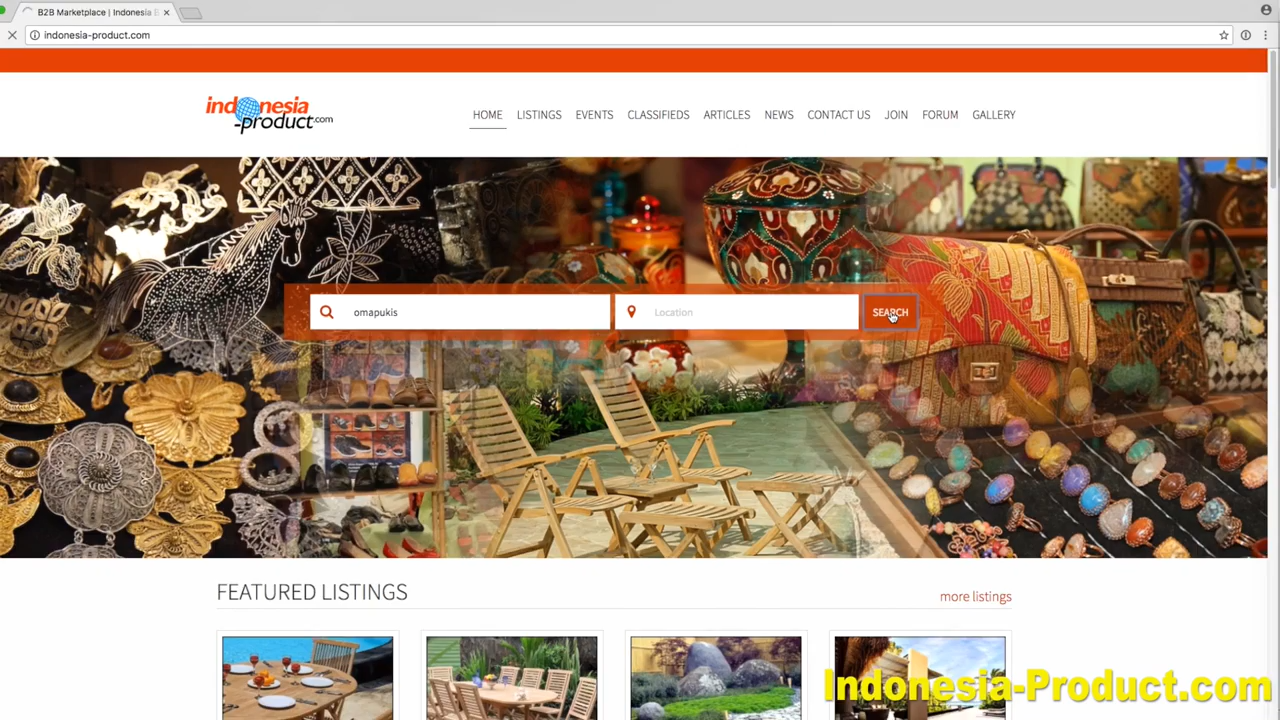 B2B Marketplace | Indonesia
indonesia-product.com
indonesia
-product.com
HOME LISTINGS EVENTS CLASSIFIEDS ARTICLES NEWS CONTACT US JOIN FORUM GALLERY
omapukis Location SEARCH
FEATURED LISTINGS
more listings
Indonesia-Product.com